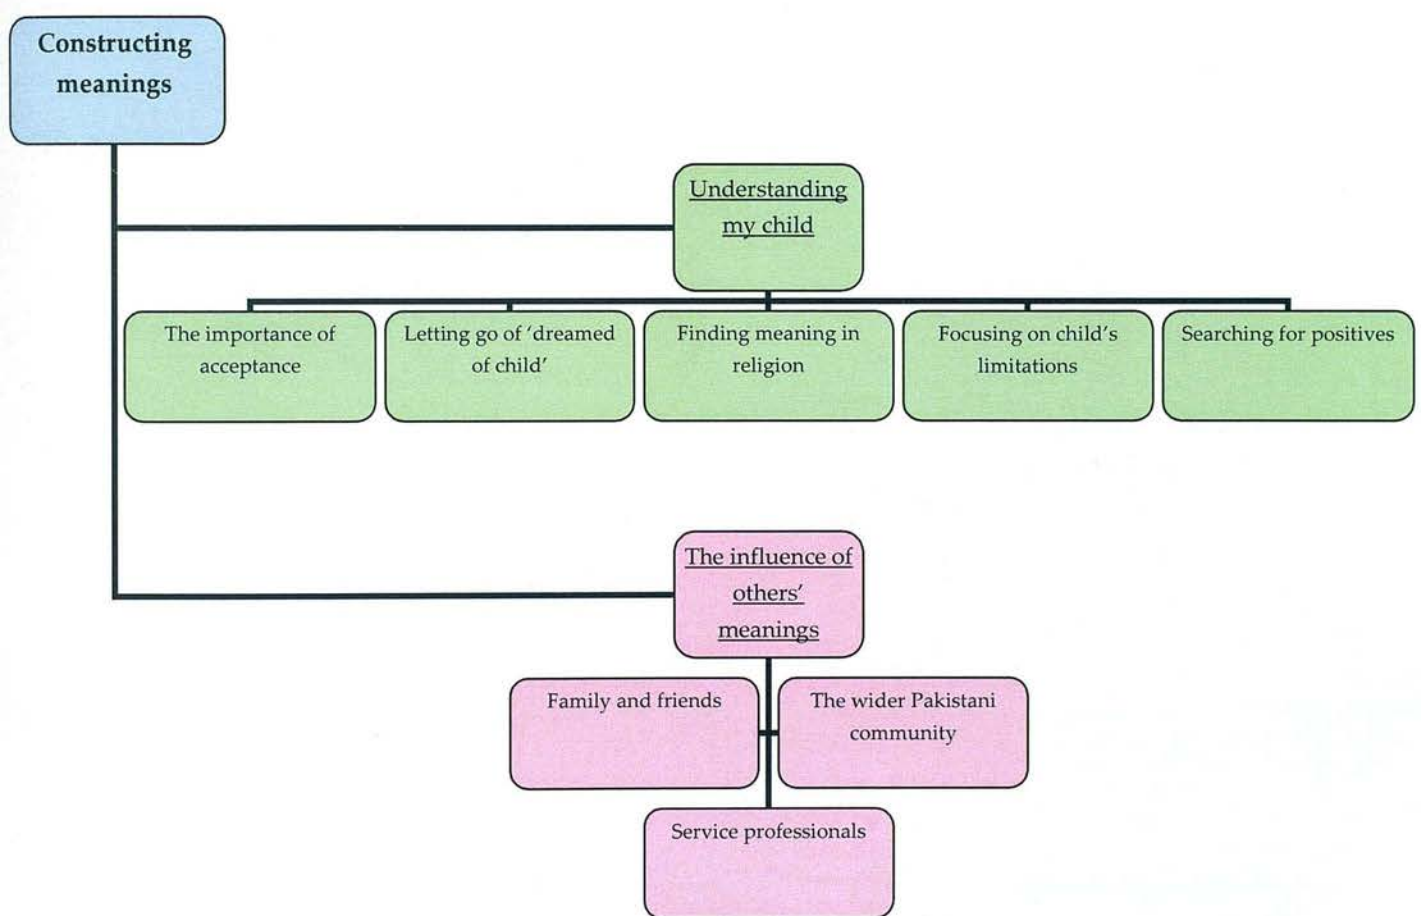 Constructing
meanings
Understanding
my child
The importance of
acceptance
Letting go of ‘dreamed
of child’
Finding meaning in
religion
Focusing on child’s
limitations
Searching for positives
The influence of
others’
meanings
Family and friends
The wider Pakistani
community
Service professionals